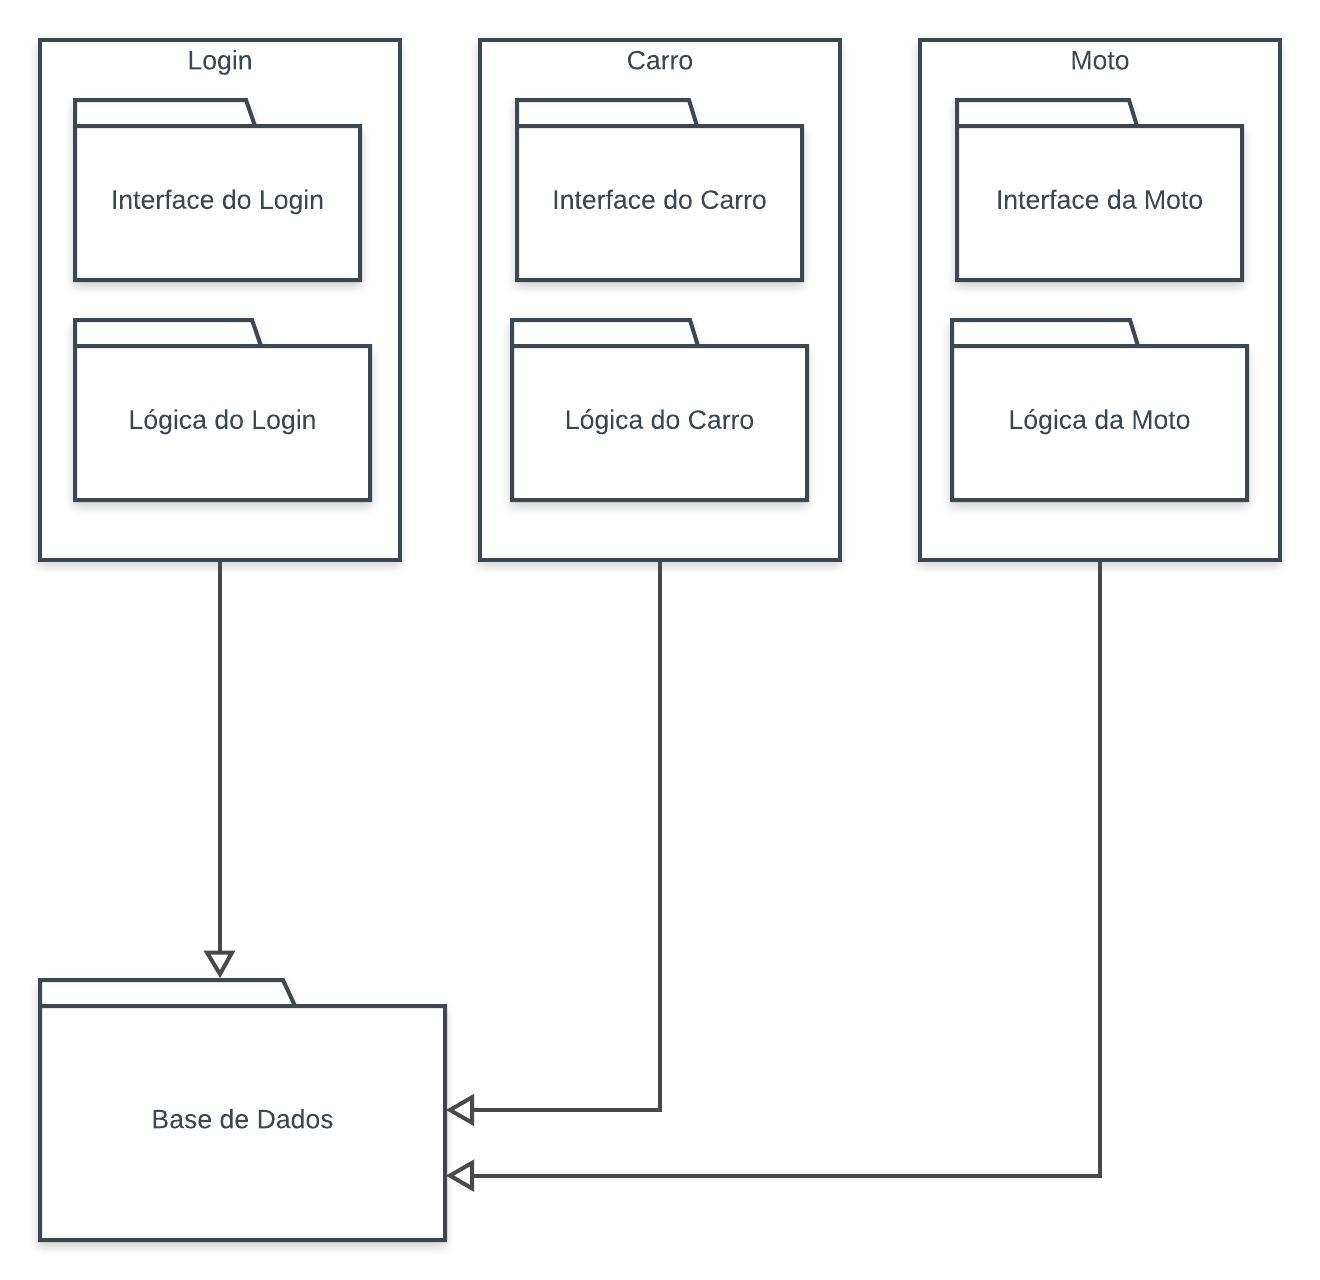 Login
Interface do Login
Lógica do Login
Carro
Interface do Carro
Lógica do Carro
Moto
Interface da Moto
Lógica da Moto
Base de Dados